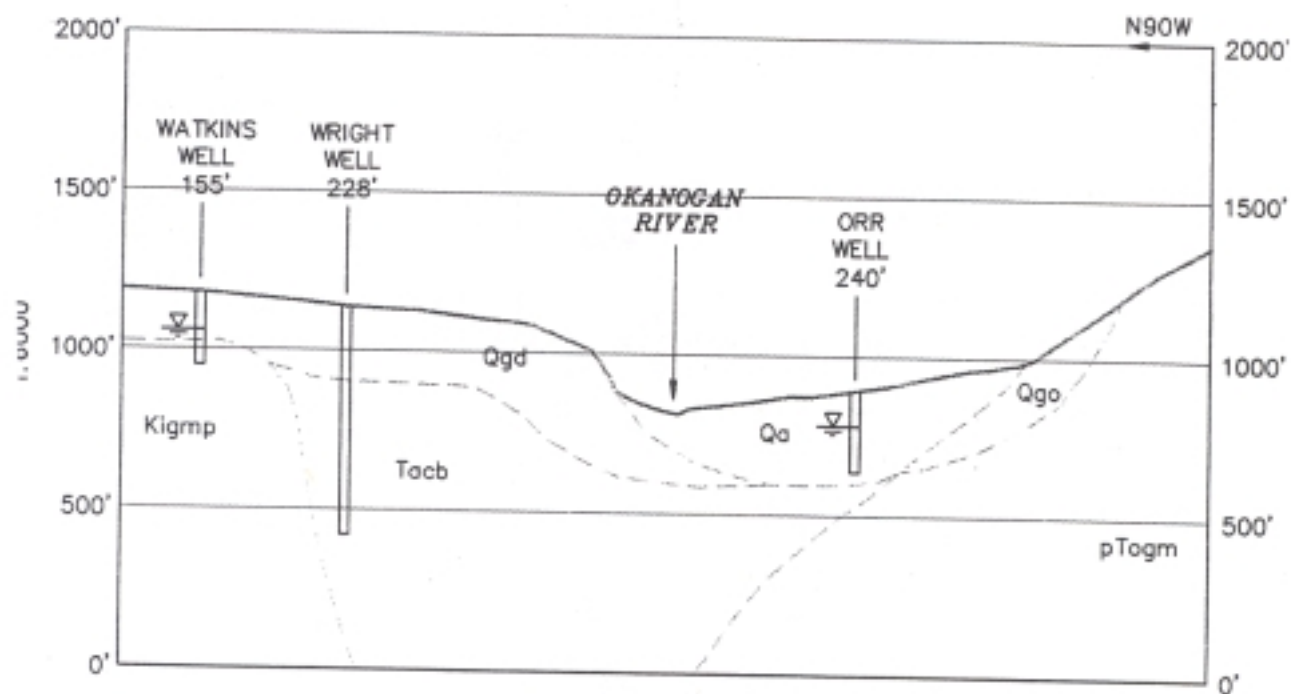 2000'
N90W
2000'
WATKINS
WELL
155'
WRIGHT
WELL
228'
1500'
OKANOGAN
RIVER
ORR
WELL
240'
1500'
1000'
Qgd
1000'
Qgo
Kigmp
Qa
Tacb
500'
500'
pTogm
0'
0'